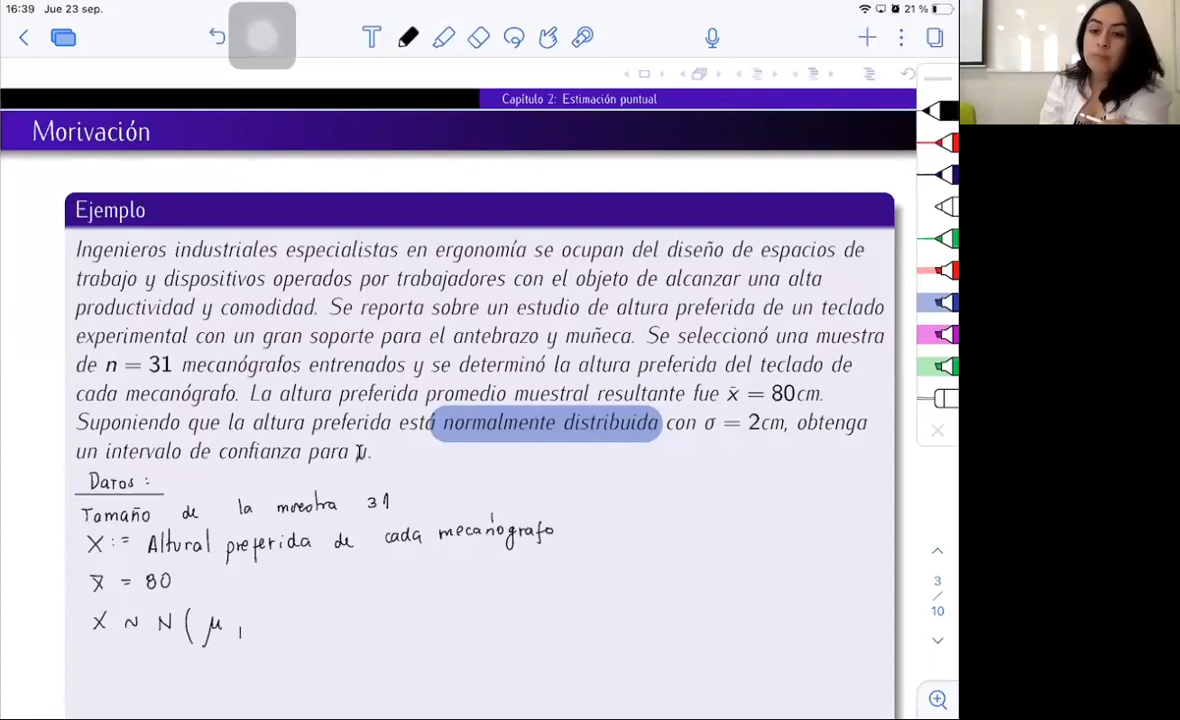 16:39 Jue 23 sep.
21 %
T
Capítulo 2: Estimación puntual
Morivación
Ejemplo
Ingenieros industriales especialistas en ergonomía se ocupan del diseño de espacios de
trabajo y dispositivos operados por trabajadores con el objeto de alcanzar una alta
productividad y comodidad. Se reporta sobre un estudio de altura preferida de un teclado
experimental con un gran soporte para el antebrazo y muñeca. Se seleccionó una muestra
de n = 31 mecanógrafos entrenados y se determinó la altura preferida del teclado de
cada mecanógrafo. La altura preferida promedio muestral resultante fue x̄ = 80cm.
Suponiendo que la altura preferida está normalmente distribuida con σ = 2cm, obtenga
un intervalo de confianza para μ.
Datos :
Tamaño de la muestra 31
X := Altural preferida de cada mecánografo
x̄ = 80
X ~ N ( μ ,
3
/
10